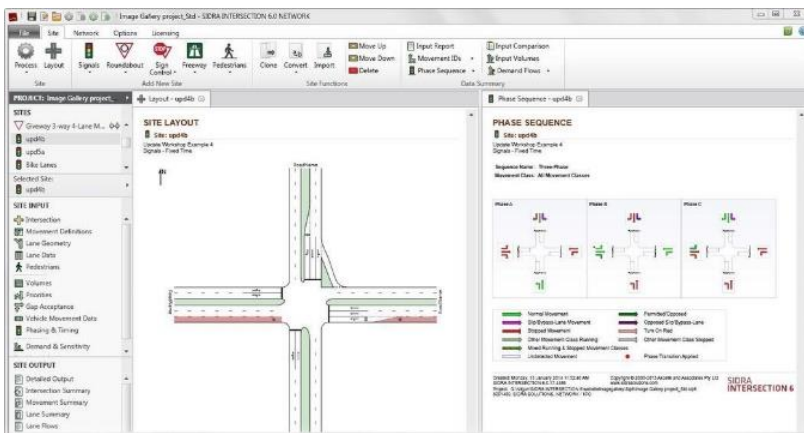 Image Gallery project_Std - SIDRA INTERSECTION 6.0 NETWORK
File Site Network Options Licensing
Process Layout Signals Roundabout Sign Control Freeway Pedestrians Clone Convert Import
Move Up
Move Down
Delete
Input Report
Movement IDs
Phase Sequence
Input Comparison
Input Volumes
Demand Flows
Site Add New Site Site Functions Data Summary
PROJECT: Image Gallery project_
SITES
Giveway 3-way 4-Lane M...
upd4b
upd5a
Bike Lanes
Selected Site:
upd4b
SITE INPUT
Intersection
Movement Definitions
Lane Geometry
Lane Data
Pedestrians
Volumes
Priorities
Gap Acceptance
Vehicle Movement Data
Phasing & Timing
Demand & Sensitivity
SITE OUTPUT
Detailed Output
Intersection Summary
Movement Summary
Lane Summary
Lane Flows
Layout - upd4b
SITE LAYOUT
Site: upd4b
Update Workshop Example 4
Signals - Fixed Time
RoadName
RoadName
RoadName
Phase Sequence - upd4b
PHASE SEQUENCE
Site: upd4b
Update Workshop Example 4
Signals - Fixed Time
Sequence Name: Three-Phase
Movement Class: All Movement Classes
Phase A Phase B Phase C
Normal Movement
Slip/Bypass-Lane Movement
Stopped Movement
Other Movement Class Running
Mixed Running & Stopped Movement Classes
Undetected Movement
Permitted/Opposed
Opposed Slip/Bypass-Lane
Turn On Red
Other Movement Class Stopped
Phase Transition Applied
SIDRA
INTERSECTION 6